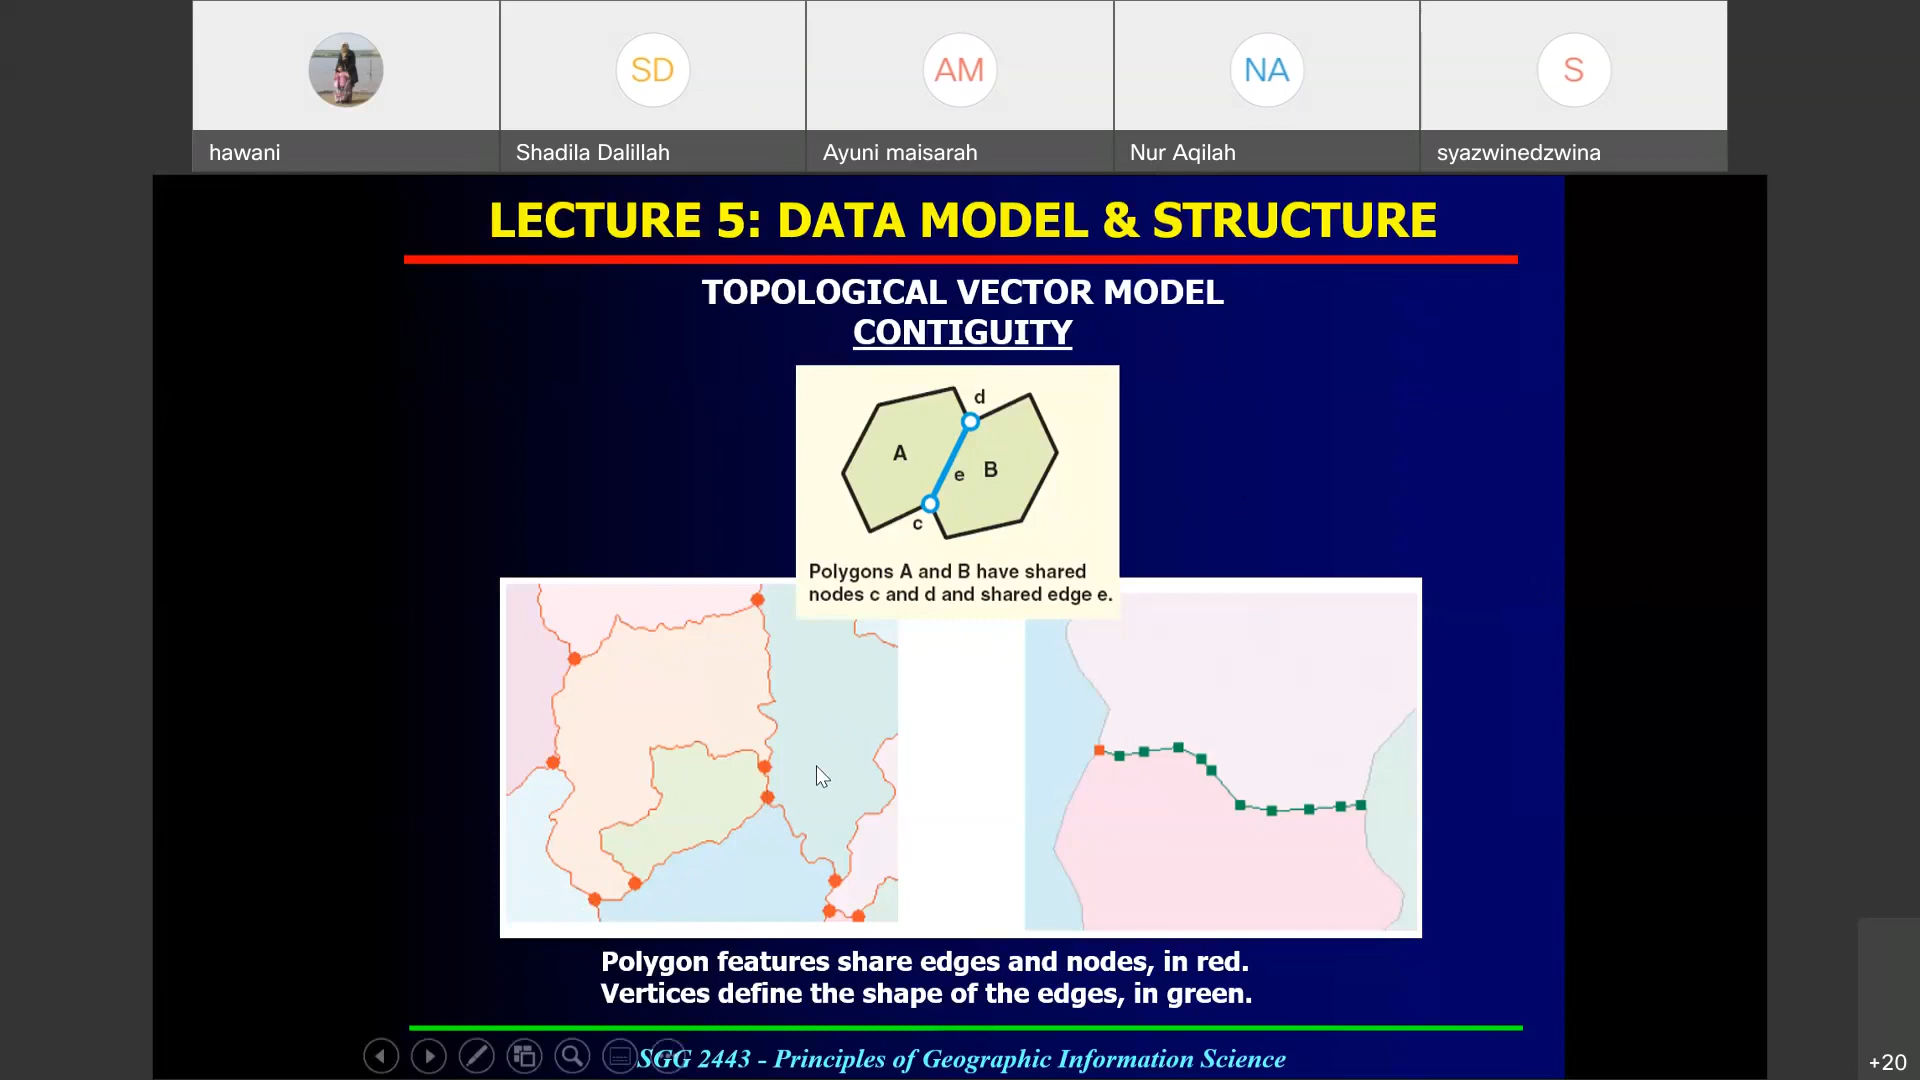 SD
AM
NA
S
hawani
Shadila Dalillah
Ayuni maisarah
Nur Aqilah
syazwinedzwina
LECTURE 5: DATA MODEL & STRUCTURE
TOPOLOGICAL VECTOR MODEL
CONTIGUITY
d
A
B
e
c
Polygons A and B have shared
nodes c and d and shared edge e.
Polygon features share edges and nodes, in red.
Vertices define the shape of the edges, in green.
SGG 2443 - Principles of Geographic Information Science
+20